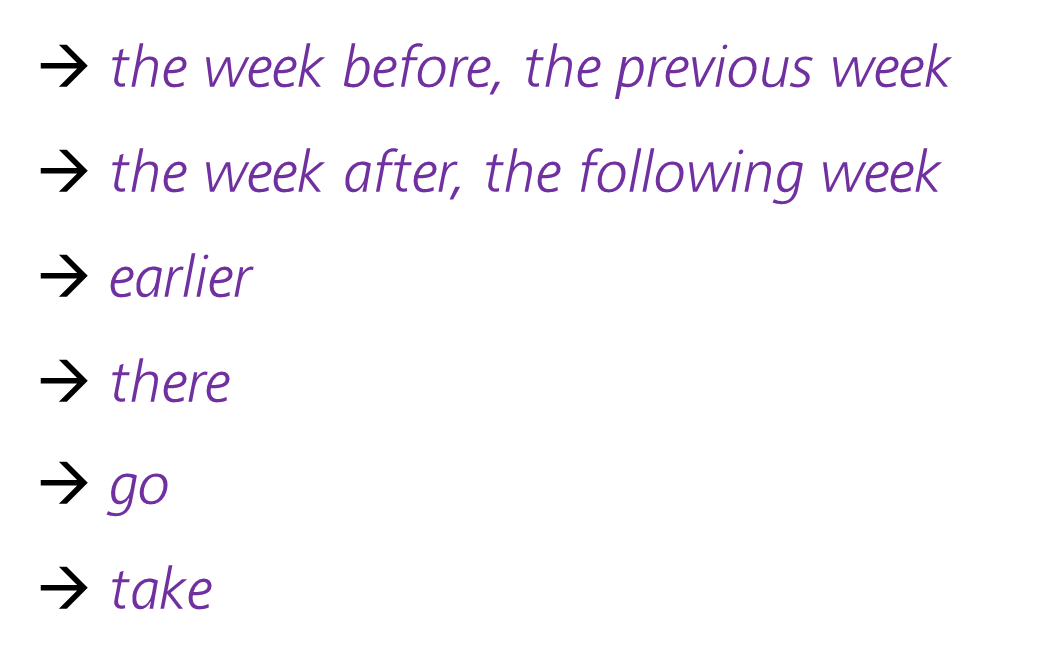 → the week before, the previous week
→ the week after, the following week
→ earlier
→ there
→ go
→ take